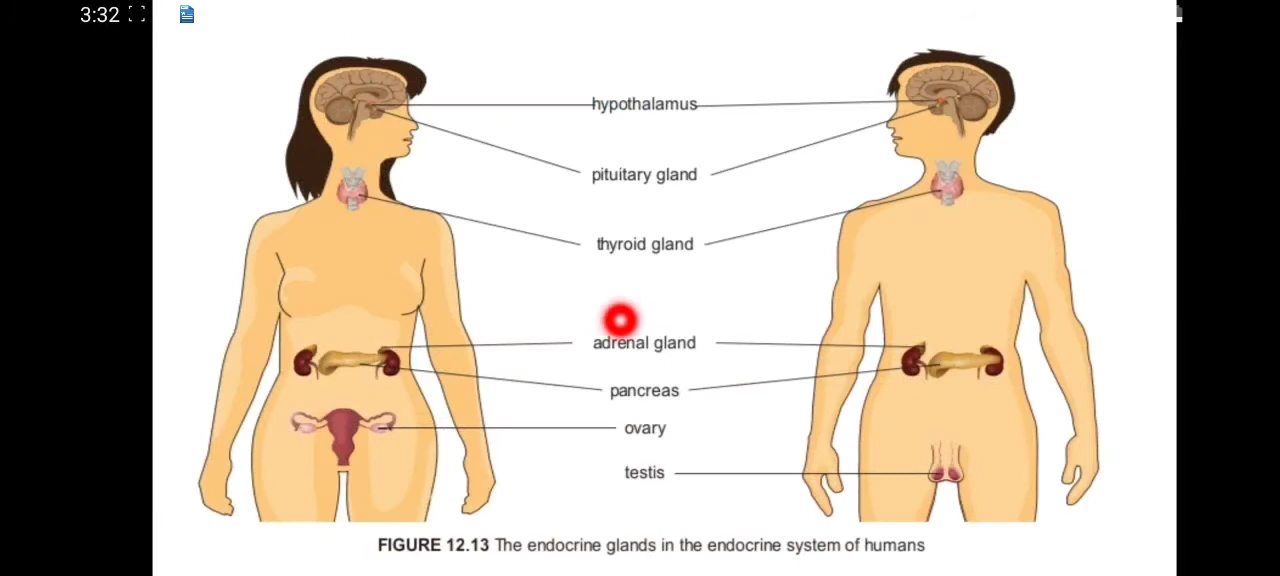 3:32
hypothalamus
pituitary gland
thyroid gland
adrenal gland
pancreas
ovary
testis
FIGURE 12.13 The endocrine glands in the endocrine system of humans